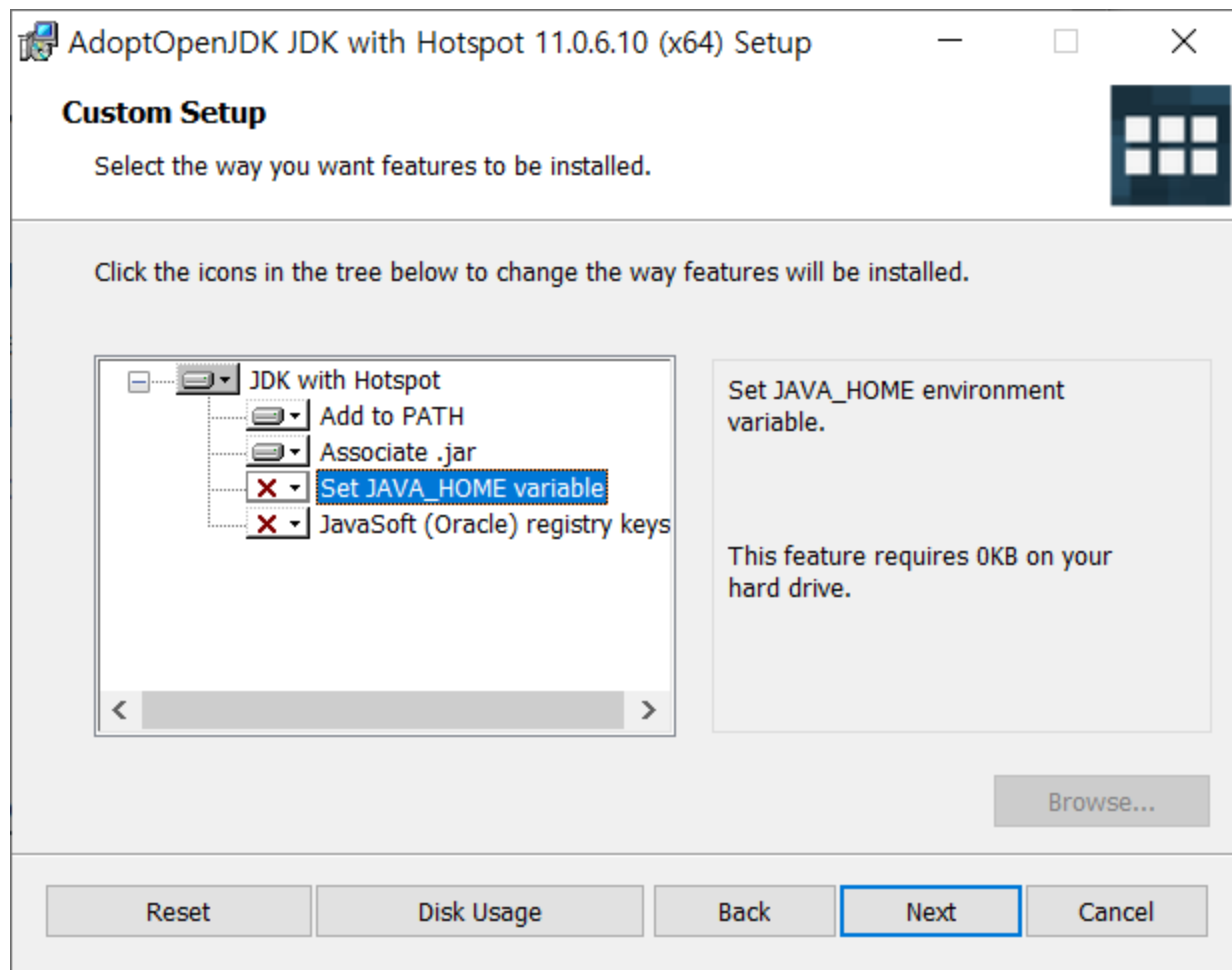 AdoptOpenJDK JDK with Hotspot 11.0.6.10 (x64) Setup
Custom Setup
Select the way you want features to be installed.
Click the icons in the tree below to change the way features will be installed.
JDK with Hotspot
Add to PATH
Associate .jar
Set JAVA_HOME variable
JavaSoft (Oracle) registry keys
Set JAVA_HOME environment
variable.
This feature requires 0KB on your
hard drive.
Browse...
Reset
Disk Usage
Back
Next
Cancel